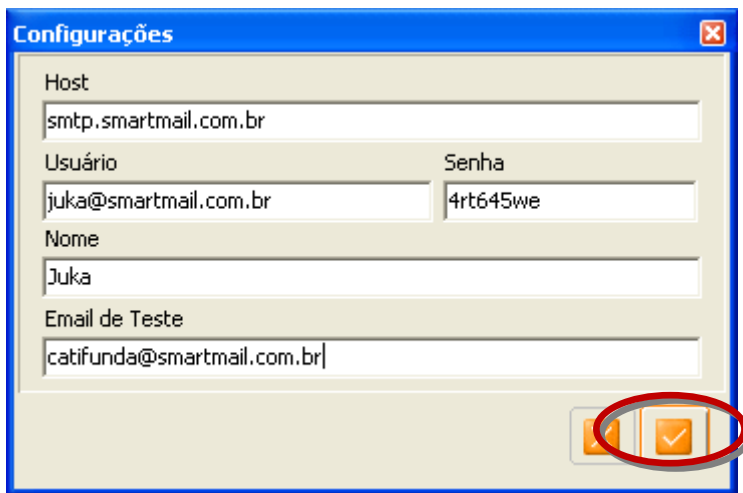 Configurações
Host
smtp.smartmail.com.br
Usuário Senha
juka@smartmail.com.br 4rt645we
Nome
Juka
Email de Teste
catifunda@smartmail.com.br